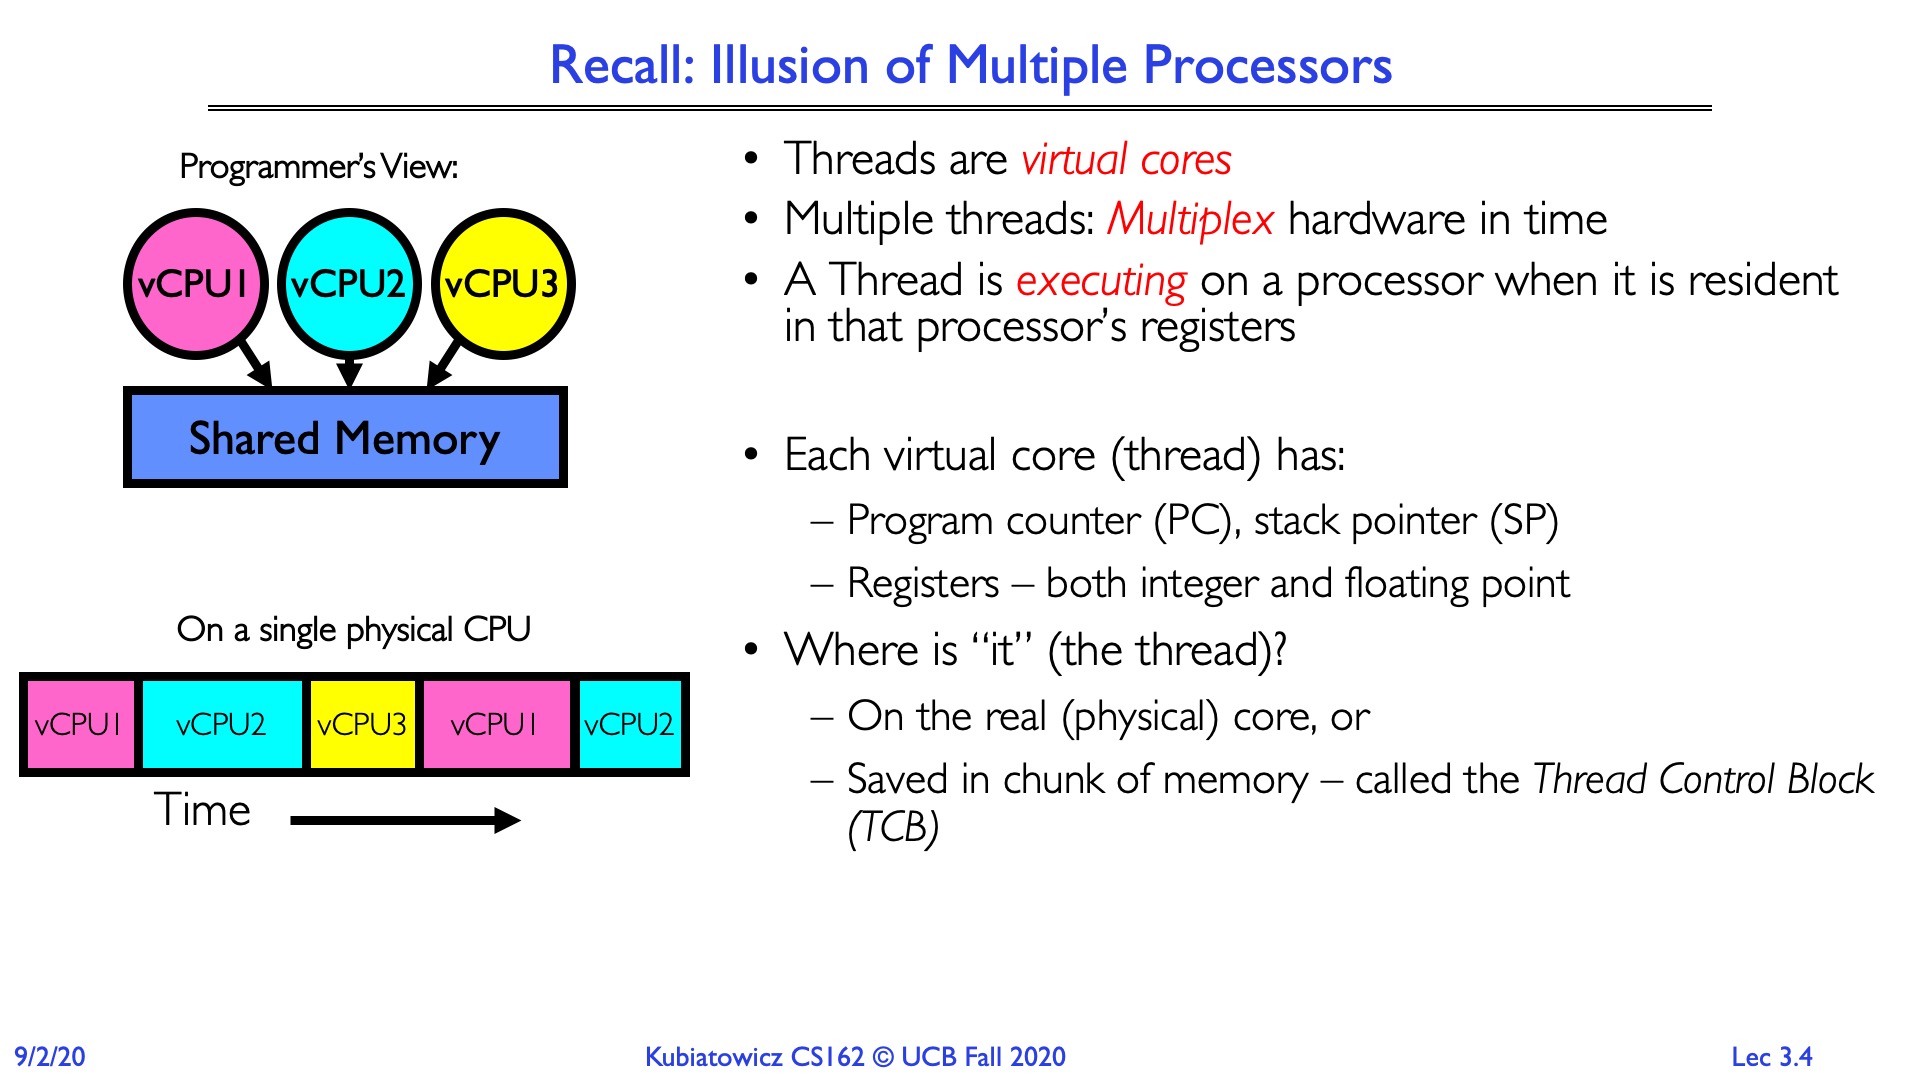 Recall: Illusion of Multiple Processors
Programmer's View:
vCPU1 vCPU2 vCPU3
Shared Memory
On a single physical CPU
vCPU1 vCPU2 vCPU3 vCPU1 vCPU2
Time
• Threads are virtual cores
• Multiple threads: Multiplex hardware in time
• A Thread is executing on a processor when it is resident
in that processor's registers
• Each virtual core (thread) has:
– Program counter (PC), stack pointer (SP)
– Registers – both integer and floating point
• Where is “it” (the thread)?
– On the real (physical) core, or
– Saved in chunk of memory – called the Thread Control Block
(TCB)
9/2/20
Kubiatowicz CS162 © UCB Fall 2020
Lec 3.4